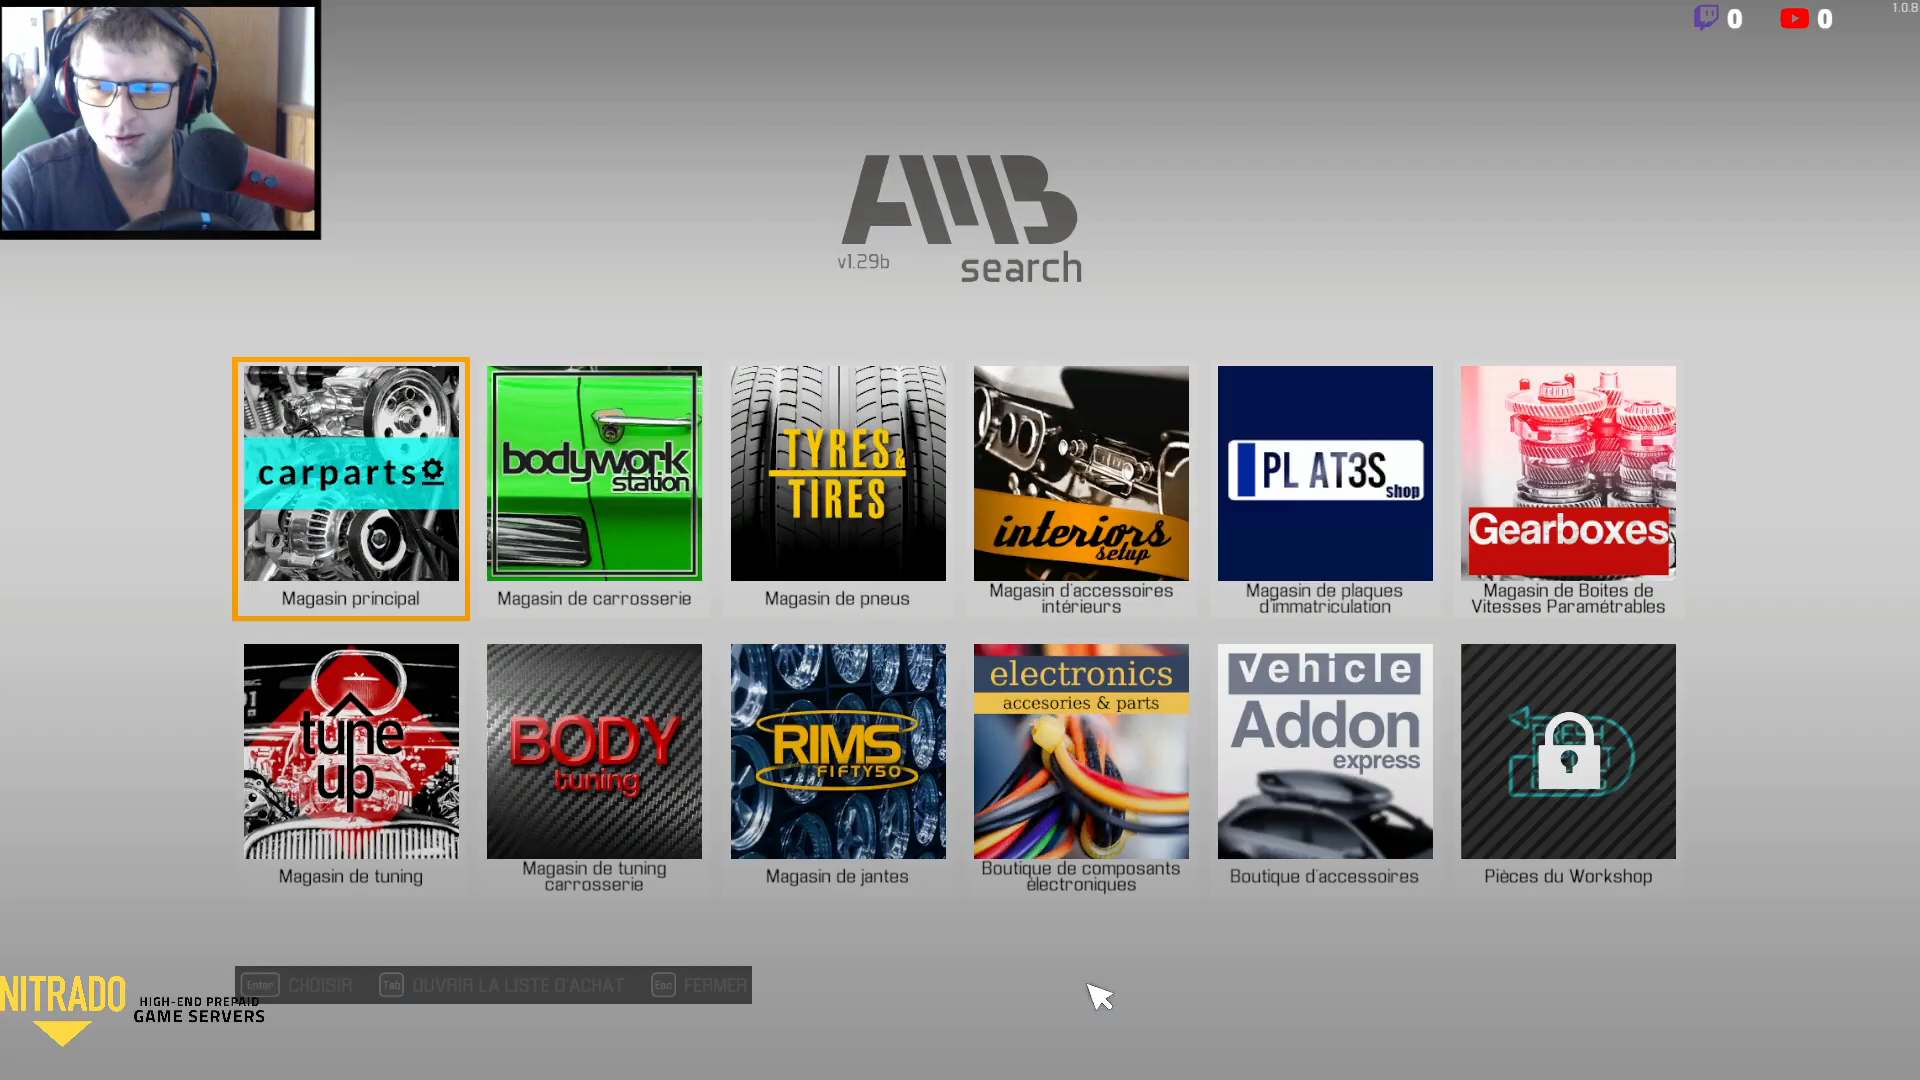 0 0 1.0.8
AMB
v1.29b search
carparts
Magasin principal
bodywork
station
Magasin de carrosserie
TYRES &
TIRES
Magasin de pneus
interiors
setup
Magasin d'accessoires
intérieurs
PL AT3S
shop
Magasin de plaques
d'immatriculation
Gearboxes
Magasin de Boites de
Vitesses Paramétrables
tune
up
Magasin de tuning
BODY
tuning
Magasin de tuning
carrosserie
RIMS
FIFTY50
Magasin de jantes
electronics
accesories & parts
Boutique de composants
électroniques
vehicle
Addon
express
Boutique d'accessoires
Pièces du Workshop
Enter CHOISIR Tab OUVRIR LA LISTE D'ACHAT Esc FERMER
NITRADO
HIGH-END PREPAID
GAME SERVERS